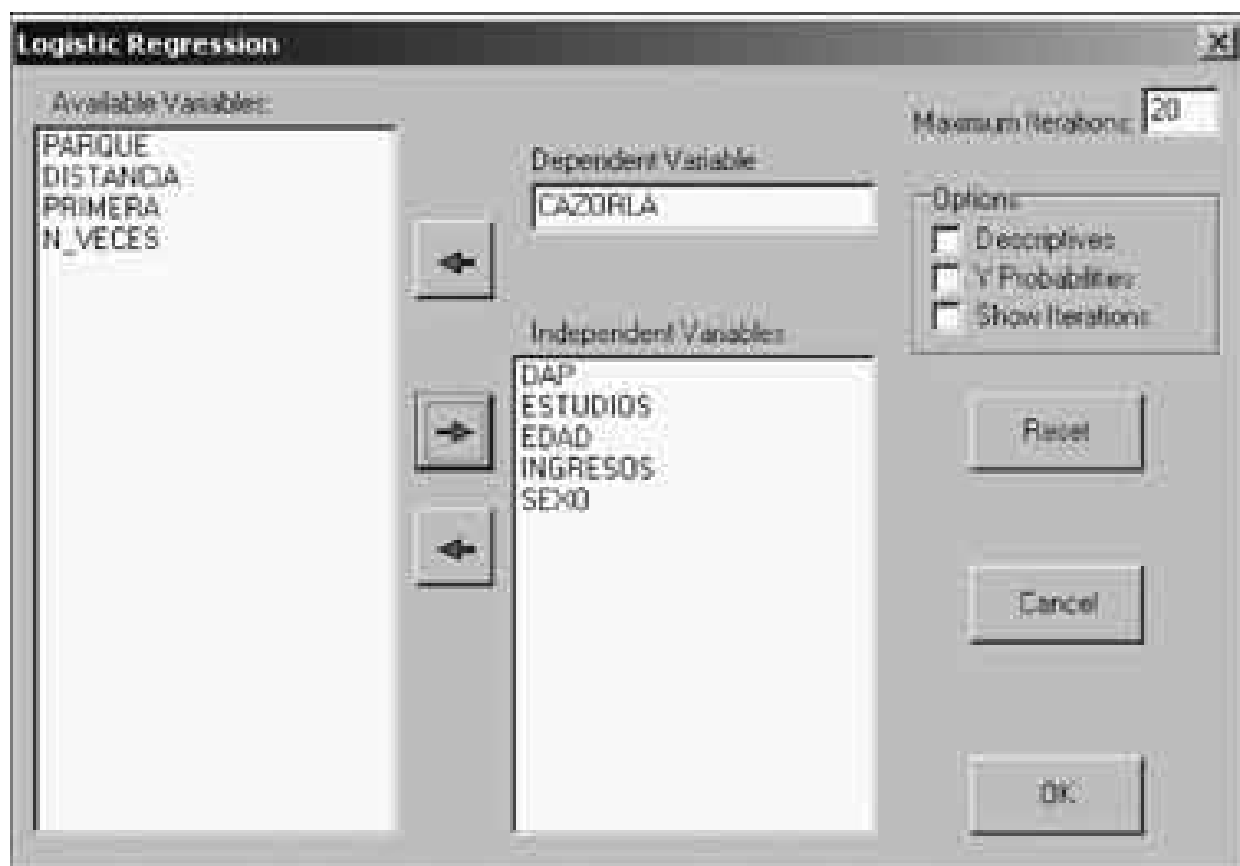 Logistic Regression
Available Variables:
PARQUE
DISTANCIA
PRIMERA
N_VECES
Dependent Variable
CAZORLA
Independent Variables
DAP
ESTUDIOS
EDAD
INGRESOS
SEXO
Maximum Iterations: 20
Options
Descriptives
Y Probabilities
Show Iterations
Reset
Cancel
OK